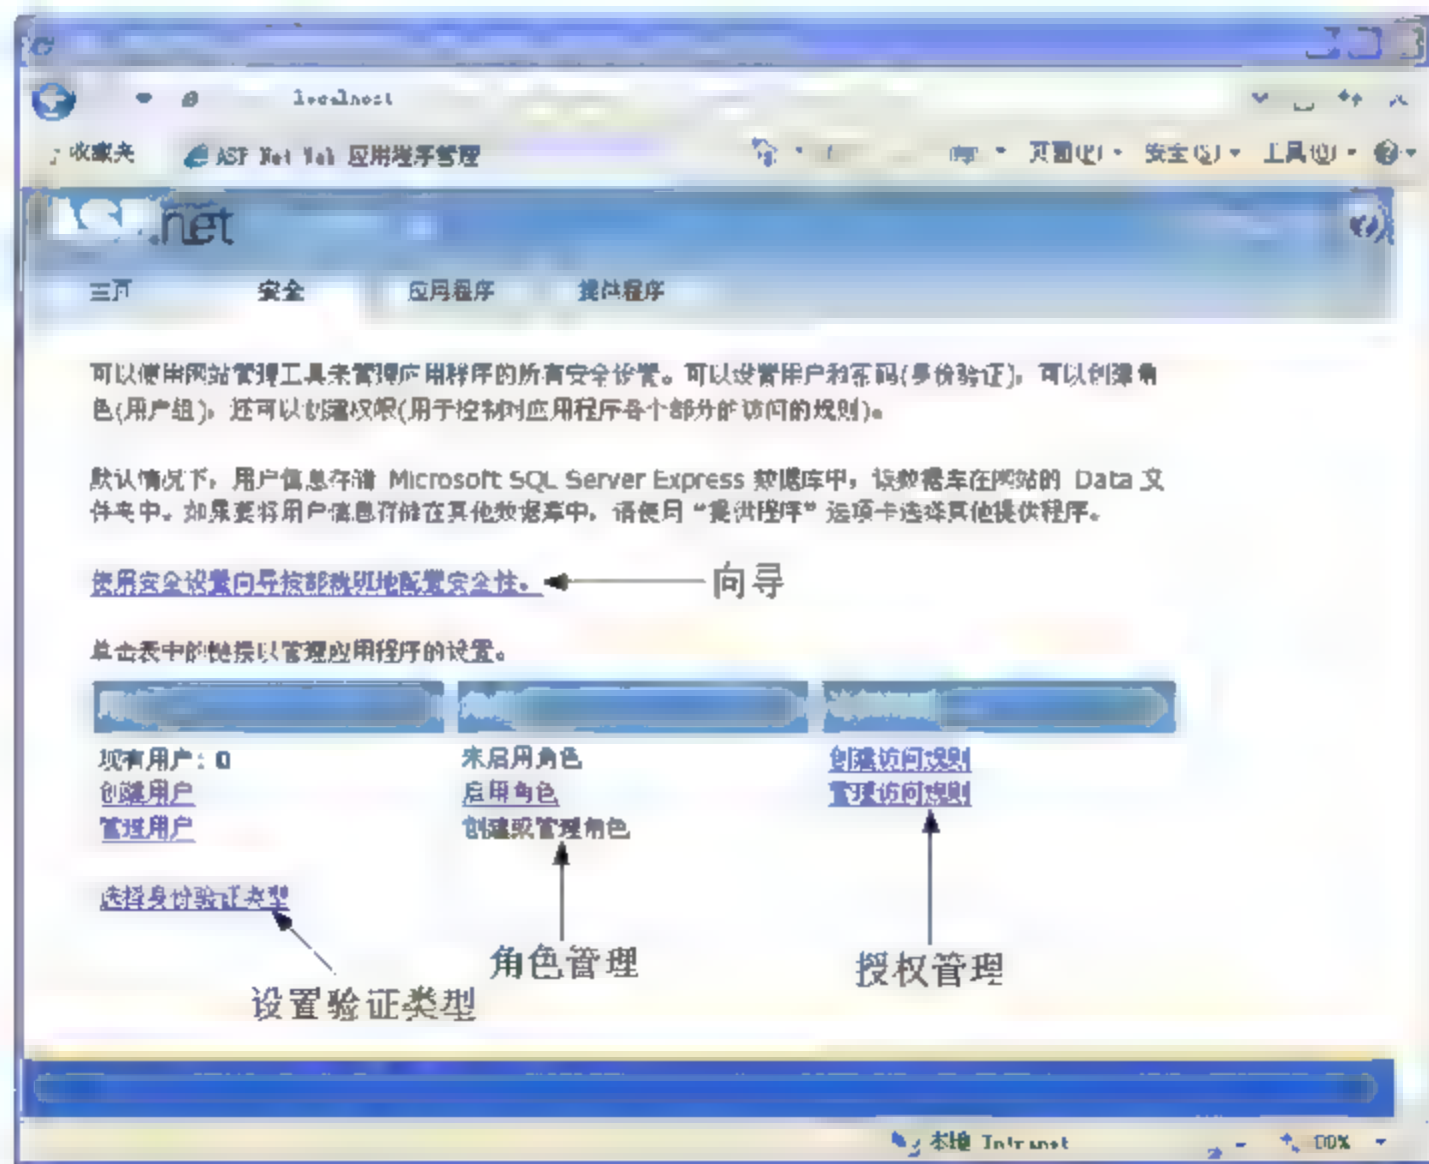 localhost
收藏夹 ASP.Net Web 应用程序管理 页面(P) 安全(S) 工具(O)
ASP.net
主页 安全 应用程序 提供程序
可以使用网站管理工具来管理应用程序的所有安全设置。可以设置用户和密码(身份验证),可以创建角
色(用户组),还可以创建权限(用于控制对应用程序各个部分的访问的规则)。
默认情况下,用户信息存储 Microsoft SQL Server Express 数据库中,该数据库在网站的 Data 文
件夹中。如果要将用户信息存储在其他数据库中,请使用“提供程序”选项卡选择其他提供程序。
使用安全设置向导按部就班地配置安全性。 向寻
单击表中的链接以管理应用程序的设置。
现有用户:0 未启用角色 创建访问规则
创建用户 启用角色 管理访问规则
管理用户 创建或管理角色
选择身份验证类型
角色管理 授权管理
设置验证类型
本地 Intranet 00%